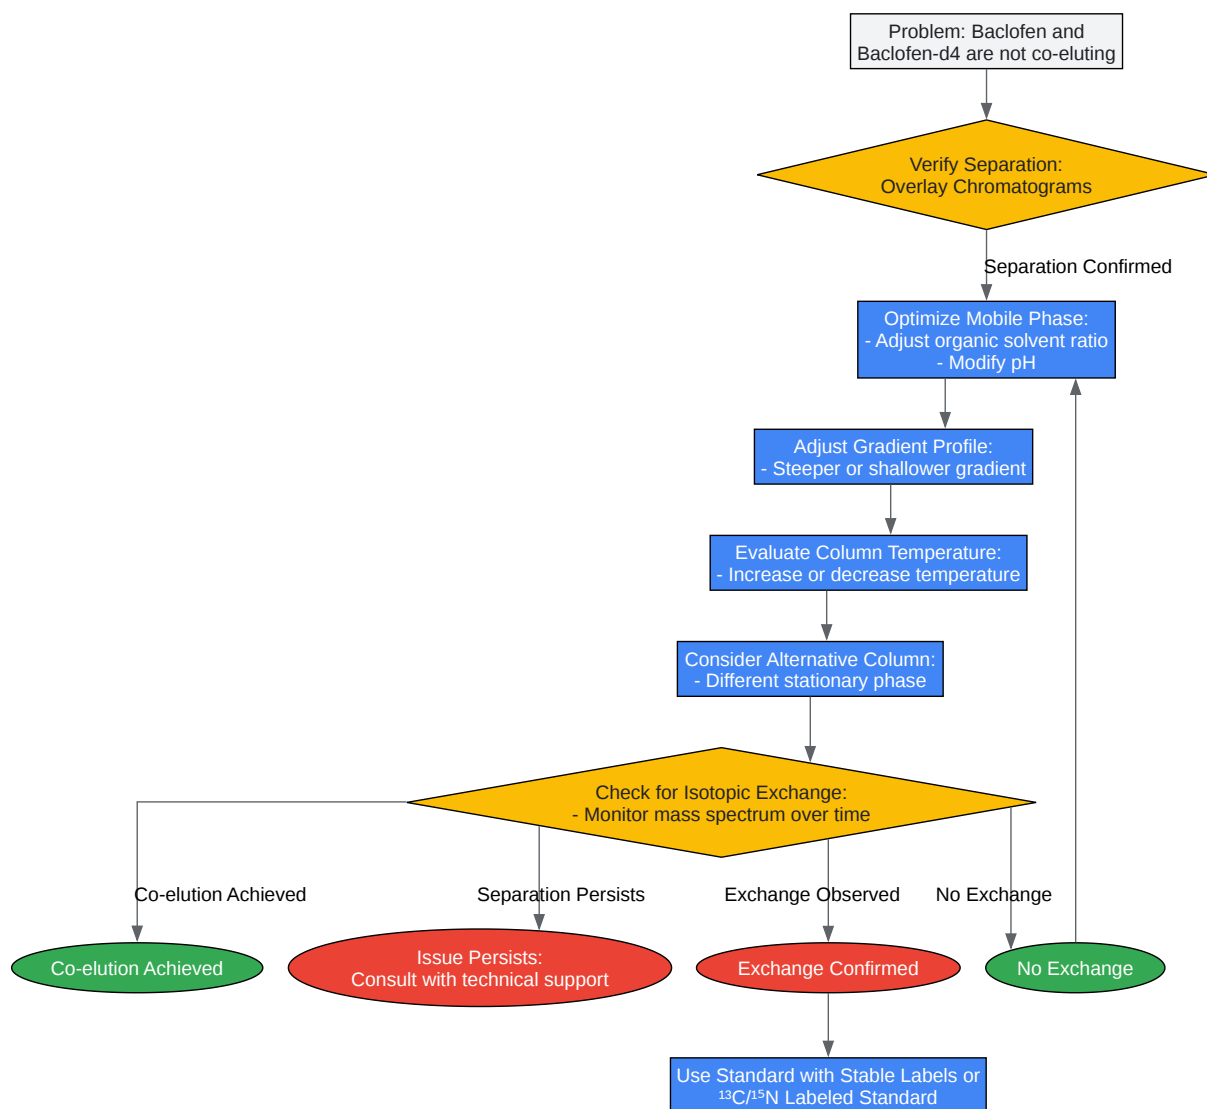 Problem: Baclofen and
Baclofen-d4 are not co-eluting
Verify Separation:
Overlay Chromatograms
Separation Confirmed
Optimize Mobile Phase:
- Adjust organic solvent ratio
- Modify pH
Adjust Gradient Profile:
- Steeper or shallower gradient
Evaluate Column Temperature:
- Increase or decrease temperature
Consider Alternative Column:
- Different stationary phase
Check for Isotopic Exchange:
- Monitor mass spectrum over time
Co-elution Achieved
Separation Persists
Exchange Observed
No Exchange
Co-elution Achieved
Issue Persists:
Consult with technical support
Exchange Confirmed
No Exchange
Use Standard with Stable Labels or
¹³C/¹⁵N Labeled Standard